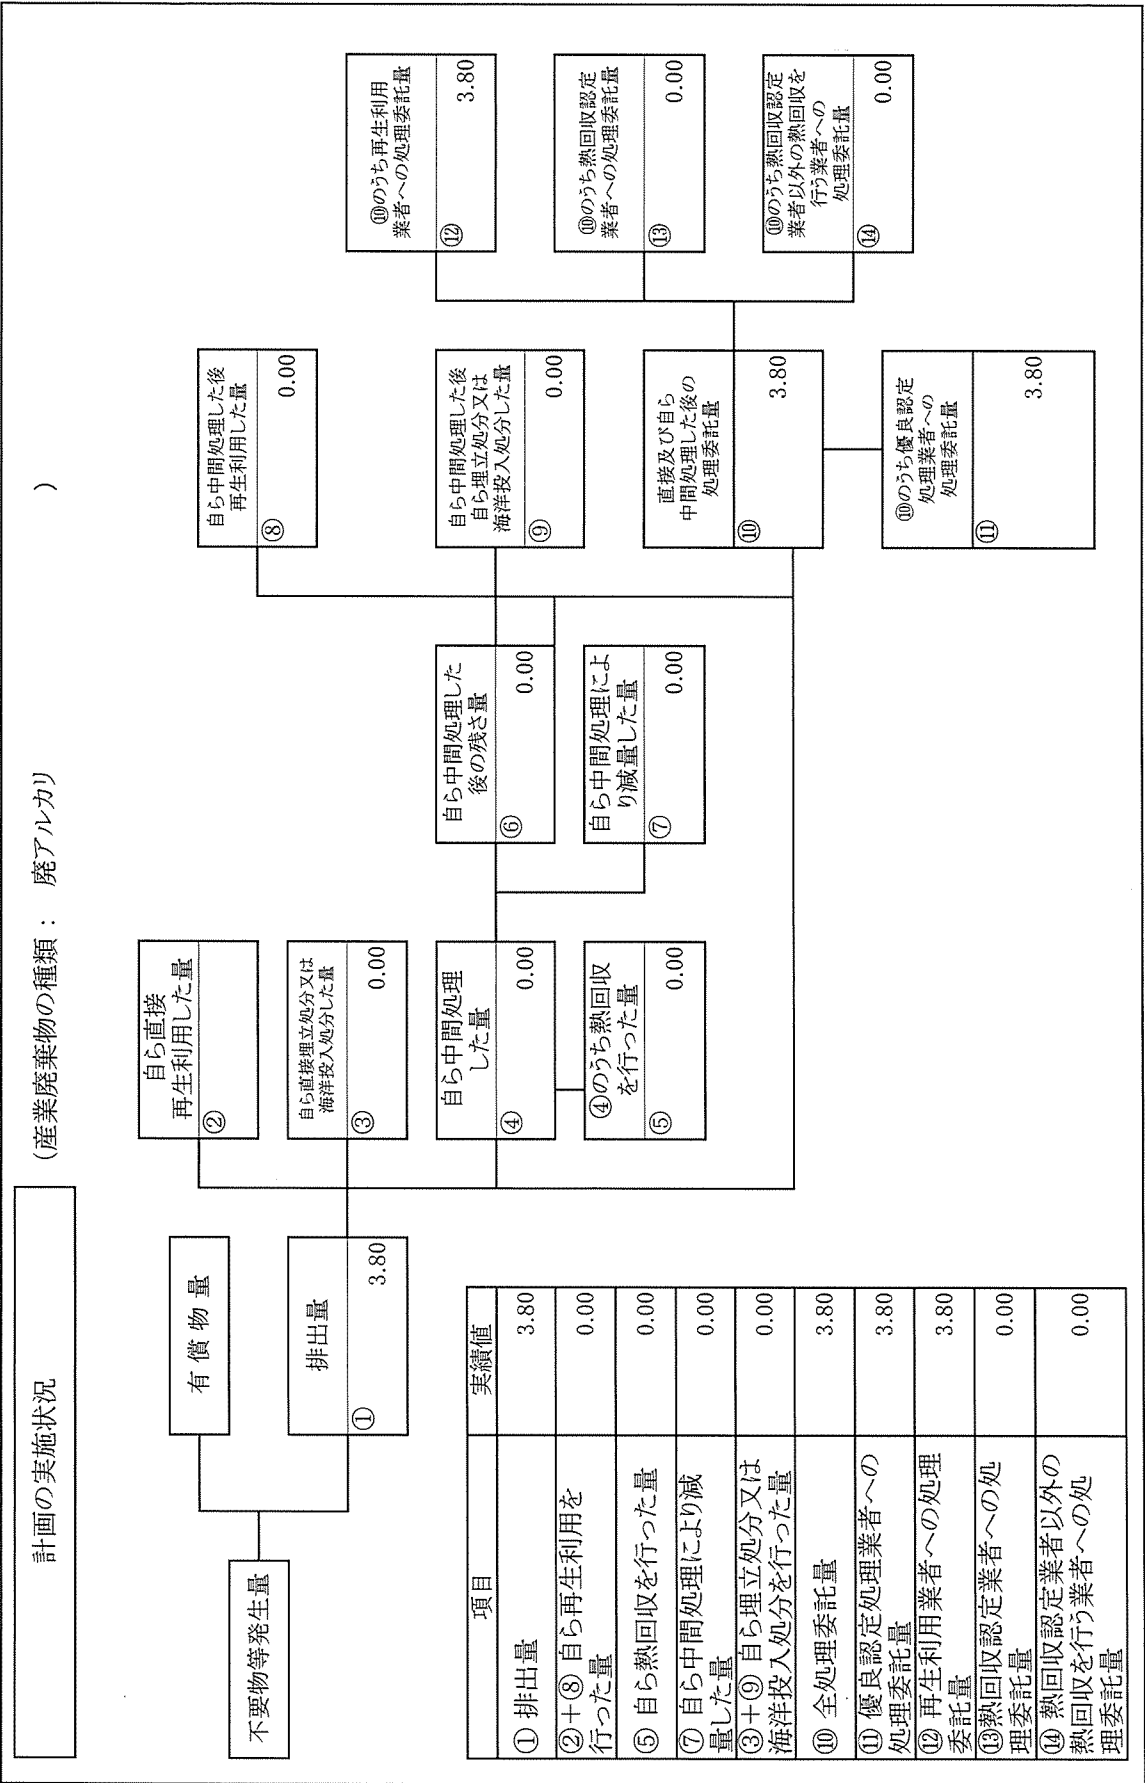 計画の実施状況
(産業廃棄物の種類： 廃アルカリ )
不要物等発生量
有 償 物 量
排出量
① 3.80
自ら直接
再生利用した量
②
自ら直接埋立処分又は
海洋投入処分した量
③ 0.00
自ら中間処理
した量
④ 0.00
④のうち熱回収
を行った量
⑤ 0.00
自ら中間処理した
後の残さ量
⑥ 0.00
自ら中間処理によ
り減量した量
⑦ 0.00
自ら中間処理した後
再生利用した量
⑧ 0.00
自ら中間処理した後
自ら埋立処分又は
海洋投入処分した量
⑨ 0.00
直接及び自ら
中間処理した後の
処理委託量
⑩ 3.80
⑩のうち優良認定
処理業者への
処理委託量
⑪ 3.80
⑩のうち再生利用
業者への処理委託量
⑫ 3.80
⑩のうち熱回収認定
業者への処理委託量
⑬ 0.00
⑩のうち熱回収認定
業者以外の熱回収を
行う業者への
処理委託量
⑭ 0.00
項目 実績値
① 排出量 3.80
②＋⑧ 自ら再生利用を
行った量 0.00
⑤ 自ら熱回収を行った量 0.00
⑦ 自ら中間処理により減
量した量 0.00
③＋⑨ 自ら埋立処分又は
海洋投入処分を行った量 0.00
⑩ 全処理委託量 3.80
⑪ 優良認定処理業者への
処理委託量 3.80
⑫ 再生利用業者への処理
委託量 3.80
⑬熱回収認定業者への処
理委託量 0.00
⑭ 熱回収認定業者以外の
熱回収を行う業者への処
理委託量 0.00